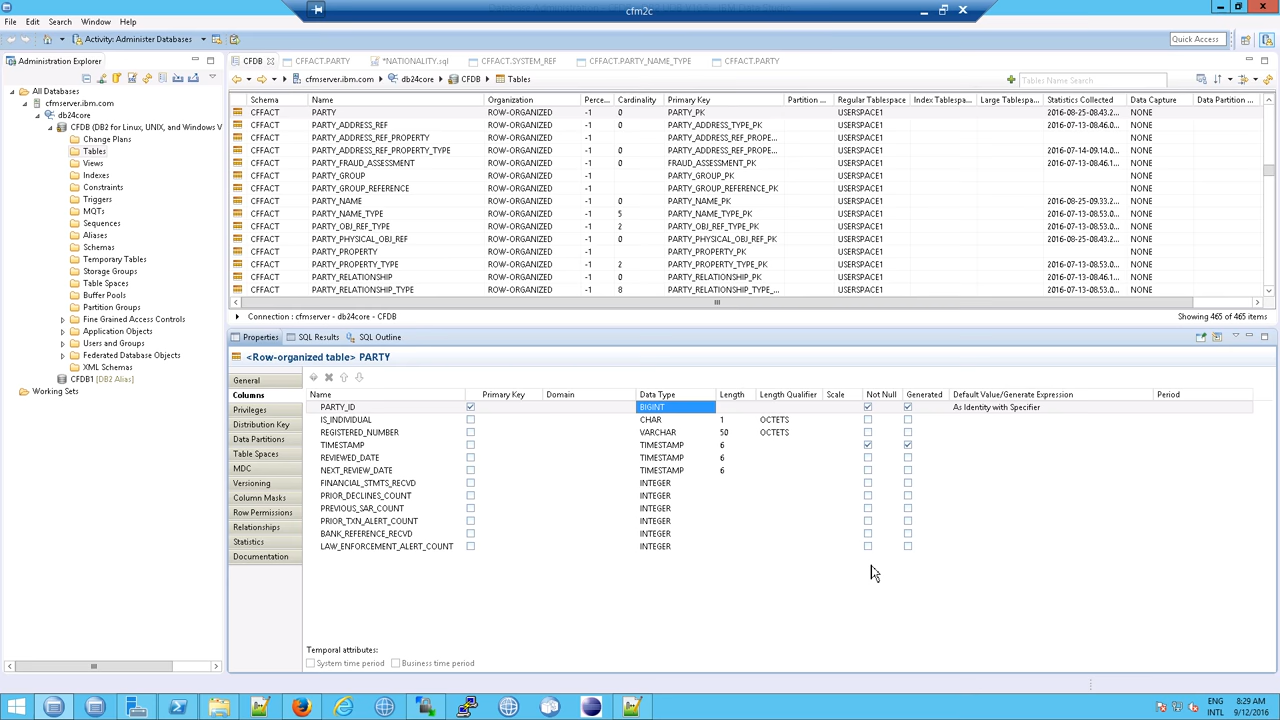 cfm2c
File Edit Search Window Help
Activity: Administer Databases
Quick Access
Administration Explorer
CFDB CFFACT.PARTY *NATIONALITY.sql CFFACT.SYSTEM_REF CFFACT.PARTY_NAME_TYPE CFFACT.PARTY
cfmserver.ibm.com db24core CFDB Tables
Tables Name Search
All Databases
cfmserver.ibm.com
db24core
CFDB (DB2 for Linux, UNIX, and Windows V
Change Plans
Tables
Views
Indexes
Constraints
Triggers
MQTs
Sequences
Aliases
Schemas
Temporary Tables
Storage Groups
Table Spaces
Buffer Pools
Partition Groups
Fine Grained Access Controls
Application Objects
Users and Groups
Federated Database Objects
XML Schemas
CFDB1 [DB2 Alias]
Working Sets
Schema Name Organization Perce... Cardinality Primary Key Partition ... Regular Tablespace Index Tablespa... Large Tablespa... Statistics Collected Data Capture Data Partition ...
CFFACT PARTY ROW-ORGANIZED -1 0 PARTY_PK USERSPACE1 2016-08-25-09.43.2... NONE
CFFACT PARTY_ADDRESS_REF ROW-ORGANIZED -1 0 PARTY_ADDRESS_TYPE_PK USERSPACE1 2016-07-13-08.46.0... NONE
CFFACT PARTY_ADDRESS_REF_PROPERTY ROW-ORGANIZED -1 PARTY_ADDRESS_REF_PROPE... USERSPACE1 NONE
CFFACT PARTY_ADDRESS_REF_PROPERTY_TYPE ROW-ORGANIZED -1 0 PARTY_ADDRESS_REF_PROPE... USERSPACE1 2016-07-14-09.14.0... NONE
CFFACT PARTY_FRAUD_ASSESSMENT ROW-ORGANIZED -1 0 FRAUD_ASSESSMENT_PK USERSPACE1 2016-07-13-08.46.1... NONE
CFFACT PARTY_GROUP ROW-ORGANIZED -1 PARTY_GROUP_PK USERSPACE1 NONE
CFFACT PARTY_GROUP_REFERENCE ROW-ORGANIZED -1 PARTY_GROUP_REFERENCE_PK USERSPACE1 NONE
CFFACT PARTY_NAME ROW-ORGANIZED -1 0 PARTY_NAME_PK USERSPACE1 2016-08-25-09.33.2... NONE
CFFACT PARTY_NAME_TYPE ROW-ORGANIZED -1 5 PARTY_NAME_TYPE_PK USERSPACE1 2016-07-13-08.53.0... NONE
CFFACT PARTY_OBJ_REF_TYPE ROW-ORGANIZED -1 2 PARTY_OBJ_REF_TYPE_PK USERSPACE1 2016-07-13-08.53.0... NONE
CFFACT PARTY_PHYSICAL_OBJ_REF ROW-ORGANIZED -1 0 PARTY_PHYSICAL_OBJ_REF_PK USERSPACE1 2016-08-25-09.43.2... NONE
CFFACT PARTY_PROPERTY ROW-ORGANIZED -1 PARTY_PROPERTY_PK USERSPACE1 NONE
CFFACT PARTY_PROPERTY_TYPE ROW-ORGANIZED -1 2 PARTY_PROPERTY_TYPE_PK USERSPACE1 2016-07-13-08.53.0... NONE
CFFACT PARTY_RELATIONSHIP ROW-ORGANIZED -1 0 PARTY_RELATIONSHIP_PK USERSPACE1 2016-07-13-08.46.1... NONE
CFFACT PARTY_RELATIONSHIP_TYPE ROW-ORGANIZED -1 8 PARTY_RELATIONSHIP_TYPE_... USERSPACE1 2016-07-13-08.53.0... NONE
Connection : cfmserver - db24core - CFDB Showing 465 of 465 items
Properties SQL Results SQL Outline
<Row-organized table> PARTY
General
Columns
Privileges
Distribution Key
Data Partitions
Table Spaces
MDC
Versioning
Column Masks
Row Permissions
Relationships
Statistics
Documentation
Name Primary Key Domain Data Type Length Length Qualifier Scale Not Null Generated Default Value/Generate Expression Period
PARTY_ID BIGINT As Identity with Specifier
IS_INDIVIDUAL CHAR 1 OCTETS
REGISTERED_NUMBER VARCHAR 50 OCTETS
TIMESTAMP TIMESTAMP 6
REVIEWED_DATE TIMESTAMP 6
NEXT_REVIEW_DATE TIMESTAMP 6
FINANCIAL_STMTS_RECVD INTEGER
PRIOR_DECLINES_COUNT INTEGER
PREVIOUS_SAR_COUNT INTEGER
PRIOR_TXN_ALERT_COUNT INTEGER
BANK_REFERENCE_RECVD INTEGER
LAW_ENFORCEMENT_ALERT_COUNT INTEGER
Temporal attributes:
System time period Business time period
ENG 8:29 AM
INTL 9/12/2016